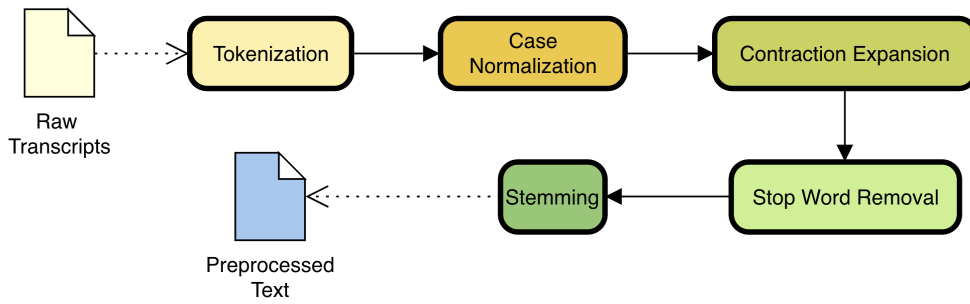 Raw
Transcripts
Tokenization
Case
Normalization
Contraction Expansion
Stop Word Removal
Stemming
Preprocessed
Text